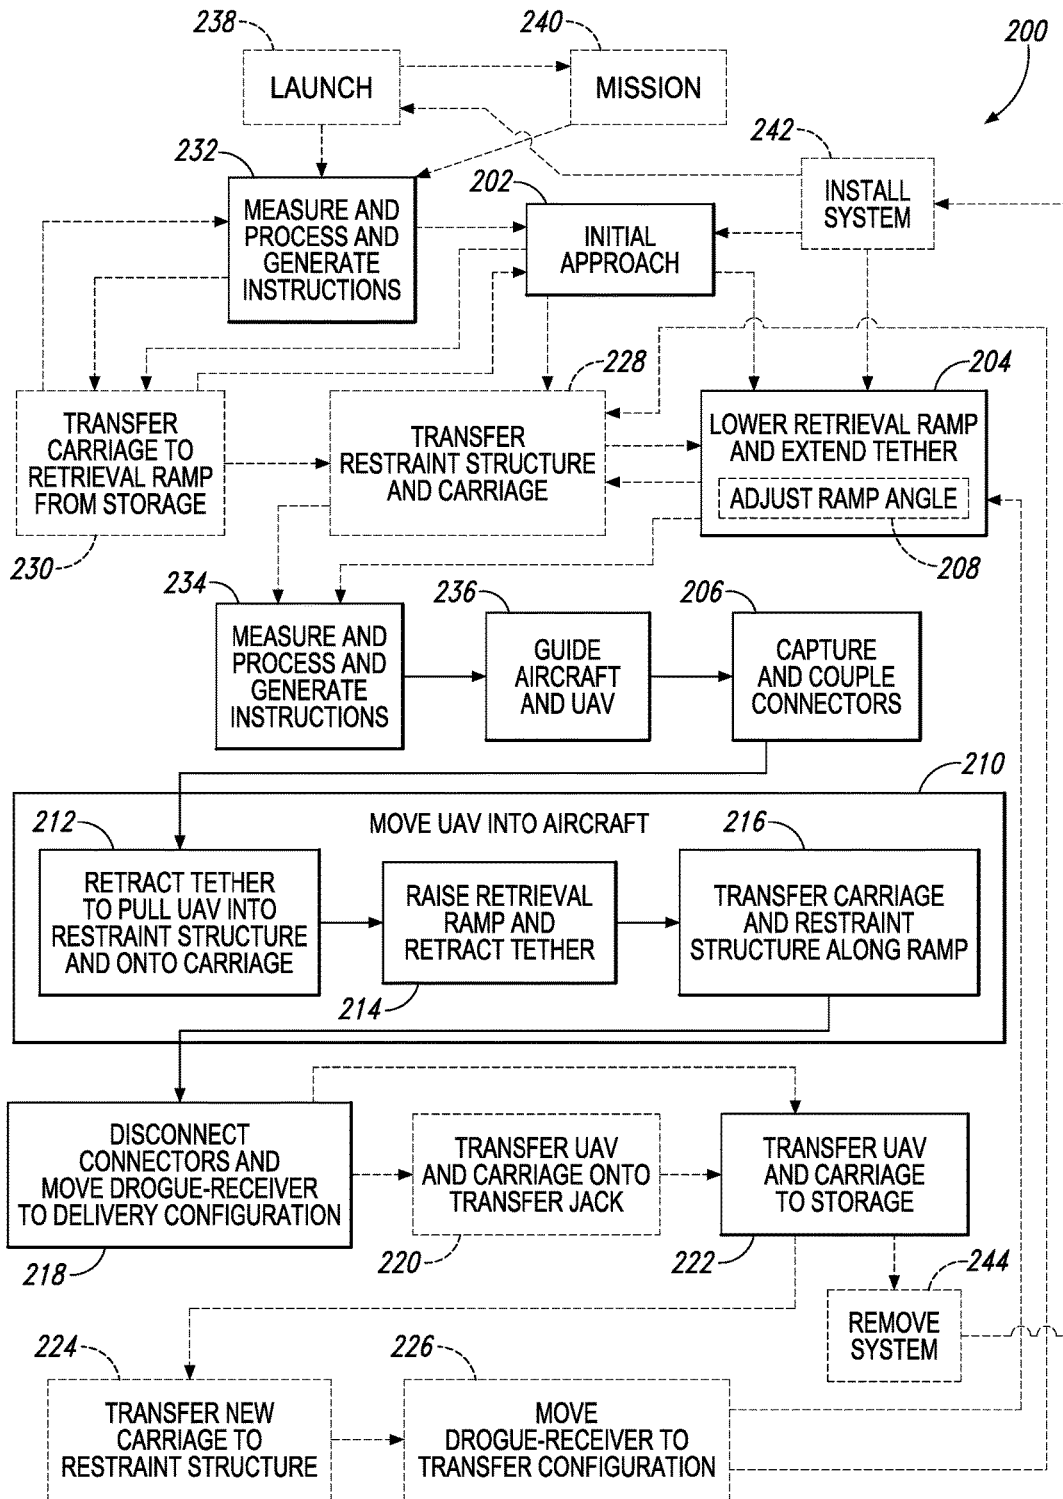 238
240
200
LAUNCH
MISSION
232
202
242
MEASURE AND
PROCESS AND
GENERATE
INSTRUCTIONS
INITIAL
APPROACH
INSTALL
SYSTEM
228
204
TRANSFER
CARRIAGE TO
RETRIEVAL RAMP
FROM STORAGE
TRANSFER
RESTRAINT STRUCTURE
AND CARRIAGE
LOWER RETRIEVAL RAMP
AND EXTEND TETHER
ADJUST RAMP ANGLE
230
208
234
236
206
MEASURE AND
PROCESS AND
GENERATE
INSTRUCTIONS
GUIDE
AIRCRAFT
AND UAV
CAPTURE
AND COUPLE
CONNECTORS
210
MOVE UAV INTO AIRCRAFT
212
216
RETRACT TETHER
TO PULL UAV INTO
RESTRAINT STRUCTURE
AND ONTO CARRIAGE
RAISE RETRIEVAL
RAMP AND
RETRACT TETHER
TRANSFER CARRIAGE
AND RESTRAINT
STRUCTURE ALONG RAMP
214
DISCONNECT
CONNECTORS AND
MOVE DROGUE-RECEIVER
TO DELIVERY CONFIGURATION
TRANSFER UAV
AND CARRIAGE ONTO
TRANSFER JACK
TRANSFER UAV
AND CARRIAGE
TO STORAGE
218
220
222
244
REMOVE
SYSTEM
224
226
TRANSFER NEW
CARRIAGE TO
RESTRAINT STRUCTURE
MOVE
DROGUE-RECEIVER TO
TRANSFER CONFIGURATION